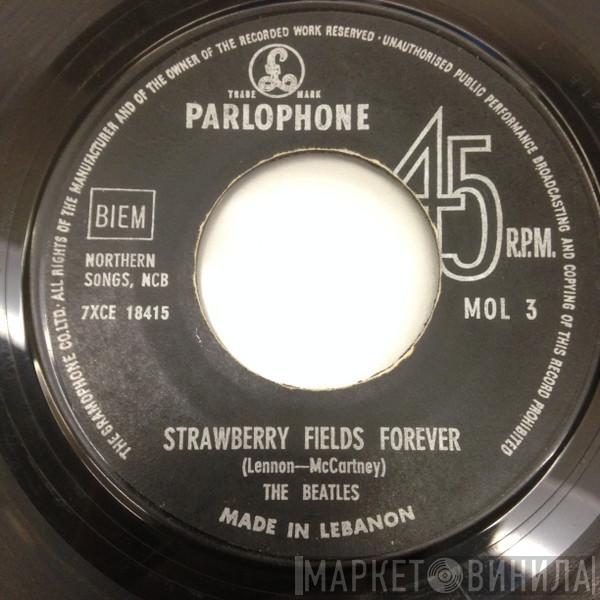 THE GRAMOPHONE CO. LTD. · ALL RIGHTS OF THE MANUFACTURER AND OF THE OWNER OF THE RECORDED WORK RESERVED · UNAUTHORISED PUBLIC PERFORMANCE BROADCASTING AND COPYING OF THIS RECORD PROHIBITED
£
TRADE MARK
PARLOPHONE
45
R.P.M.
BIEM
NORTHERN
SONGS, NCB
7XCE 18415
MOL 3
STRAWBERRY FIELDS FOREVER
(Lennon—McCartney)
THE BEATLES
MADE IN LEBANON
МАРКЕТ ВИНИЛА